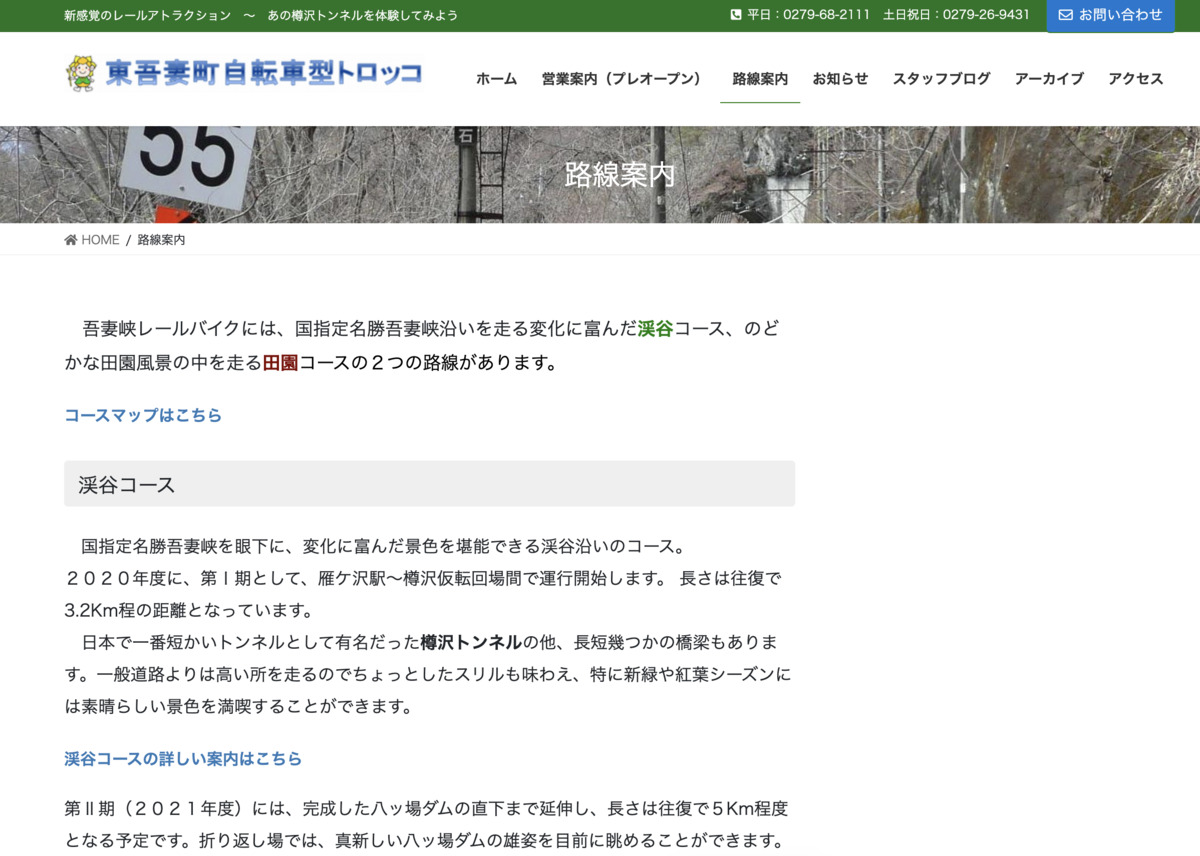 新感覚のレールアトラクション　～　あの樽沢トンネルを体験してみよう
平日：0279-68-2111　土日祝日：0279-26-9431
お問い合わせ
東吾妻町自転車型トロッコ
ホーム
営業案内（プレオープン）
路線案内
お知らせ
スタッフブログ
アーカイブ
アクセス
55
石
路線案内
HOME / 路線案内
吾妻峡レールバイクには、国指定名勝吾妻峡沿いを走る変化に富んだ渓谷コース、のど
かな田園風景の中を走る田園コースの２つの路線があります。
コースマップはこちら
渓谷コース
国指定名勝吾妻峡を眼下に、変化に富んだ景色を堪能できる渓谷沿いのコース。
２０２０年度に、第Ⅰ期として、雁ケ沢駅～樽沢仮転回場間で運行開始します。 長さは往復で
3.2Km程の距離となっています。
日本で一番短かいトンネルとして有名だった樽沢トンネルの他、長短幾つかの橋梁もありま
す。一般道路よりは高い所を走るのでちょっとしたスリルも味わえ、特に新緑や紅葉シーズンに
は素晴らしい景色を満喫することができます。
渓谷コースの詳しい案内はこちら
第Ⅱ期（２０２１年度）には、完成した八ッ場ダムの直下まで延伸し、長さは往復で５Km程度
となる予定です。折り返し場では、真新しい八ッ場ダムの雄姿を目前に眺めることができます。